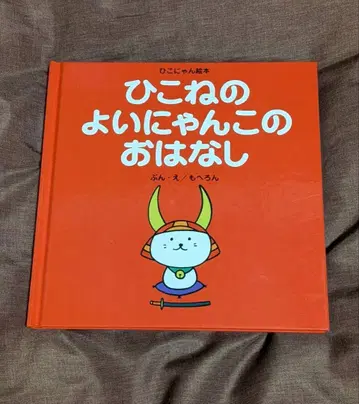 ひこにゃん絵本
ひこねの
よいにゃんこの
おはなし
ぶん・え／もへろん